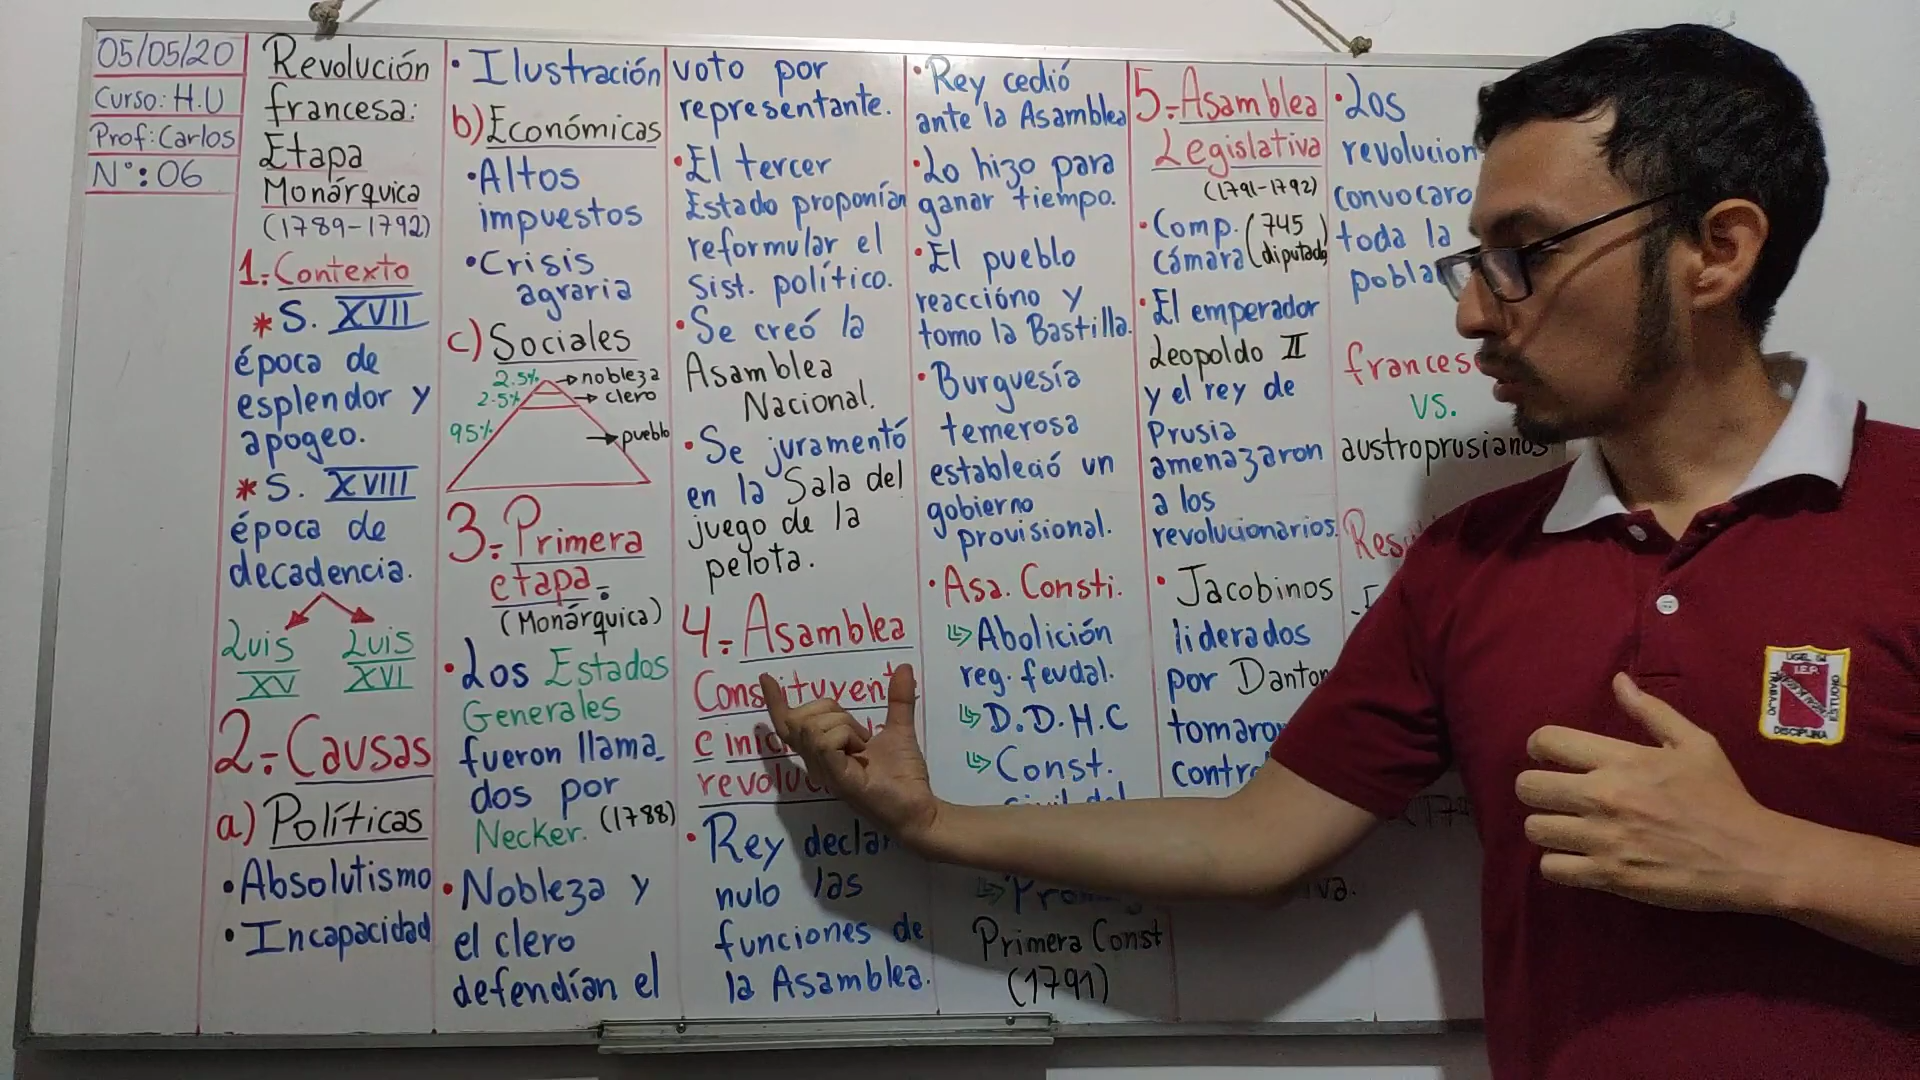 05/05/20
Curso: H.U
Prof: Carlos
N°: 06
Revolución
francesa:
Etapa
Monárquica
(1789-1792)
1.- Contexto
* S. XVII
época de
esplendor y
apogeo.
* S. XVIII
época de
decadencia.
Luis XV
Luis XVI
2.- Causas
a) Políticas
• Absolutismo
• Incapacidad
• Ilustración
b) Económicas
• Altos
impuestos
• Crisis
agraria
c) Sociales
2.5% → nobleza
2.5% → clero
95% → pueblo
3.- Primera
etapa.-
(Monárquica)
• Los Estados
Generales
fueron llama_
dos por
Necker. (1788)
• Nobleza y
el clero
defendían el
voto por
representante.
• El tercer
Estado proponían
reformular el
sist. político.
• Se creó la
Asamblea
Nacional.
• Se juramentó
en la Sala del
juego de la
pelota.
4.- Asamblea
• Rey
nulo las
funciones de
la Asamblea.
• Rey cedió
ante la Asamblea
• Lo hizo para
ganar tiempo.
• El pueblo
reaccióno y
tomo la Bastilla.
• Burguesía
temerosa
estableció un
gobierno
provisional.
• Asa. Consti.
↳ Abolición
reg. feudal.
↳ D.D.H.C
↳ Const.
Primera Const
(1791)
5.- Asamblea
Legislativa
(1791-1792)
• Comp. (745
cámara (diputado)
• El emperador
Leopoldo II
y el rey de
Prusia
amenazaron
a los
revolucionarios.
• Jacobinos
liderados
por Danton
• Los
toda la
vs.
austroprusianos
UGEL
IER
TRABAJO
ESTUDIO
DISCIPLINA